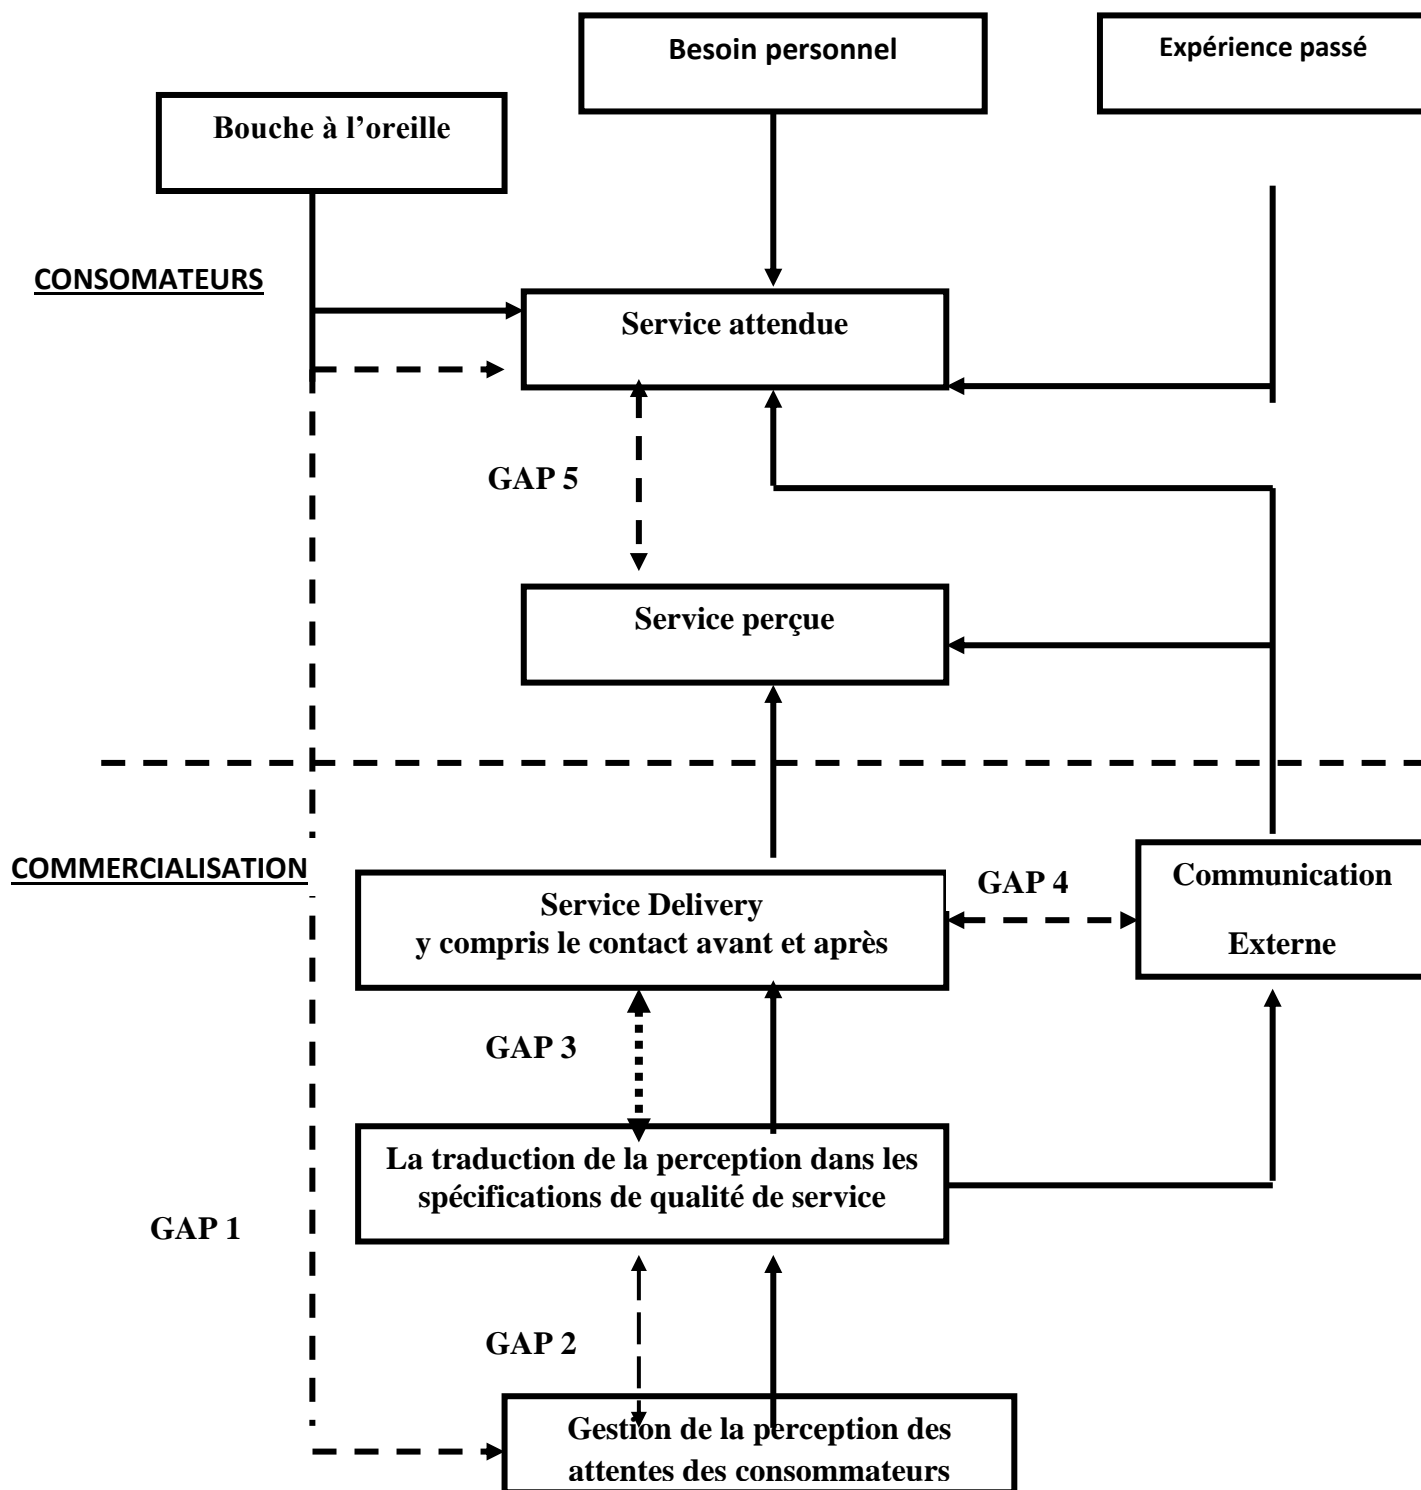 Besoin personnel
Expérience passé
Bouche à l’oreille
CONSOMATEURS
Service attendue
GAP 5
Service perçue
COMMERCIALISATION
Service Delivery
y compris le contact avant et après
GAP 4
Communication
Externe
GAP 3
La traduction de la perception dans les
spécifications de qualité de service
GAP 1
GAP 2
Gestion de la perception des
attentes des consommateurs